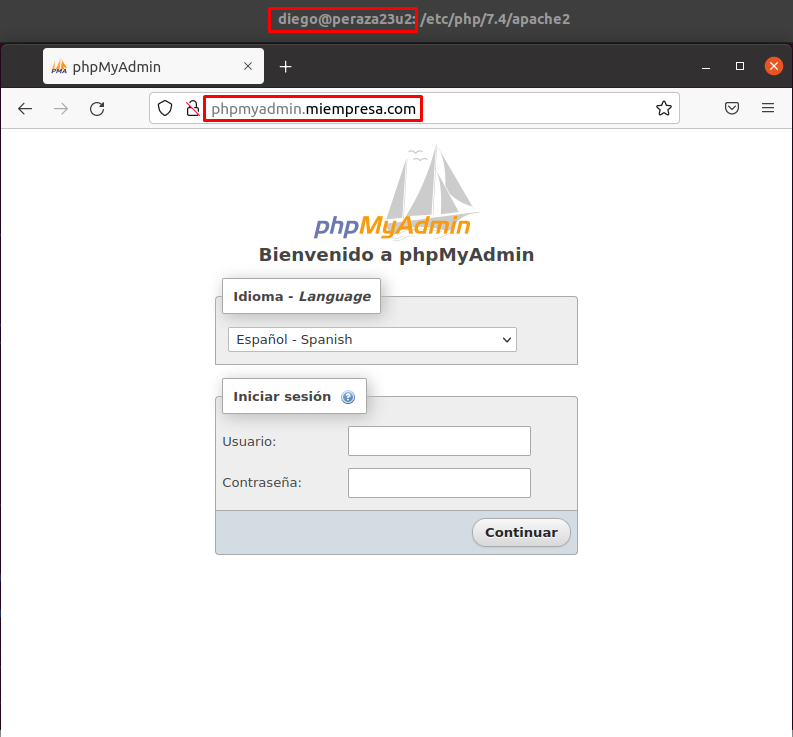 diego@peraza23u2: /etc/php/7.4/apache2
PMA phpMyAdmin
phpmyadmin.miempresa.com
phpMyAdmin
Bienvenido a phpMyAdmin
Idioma - Language
Español - Spanish
Iniciar sesión
Usuario:
Contraseña:
Continuar